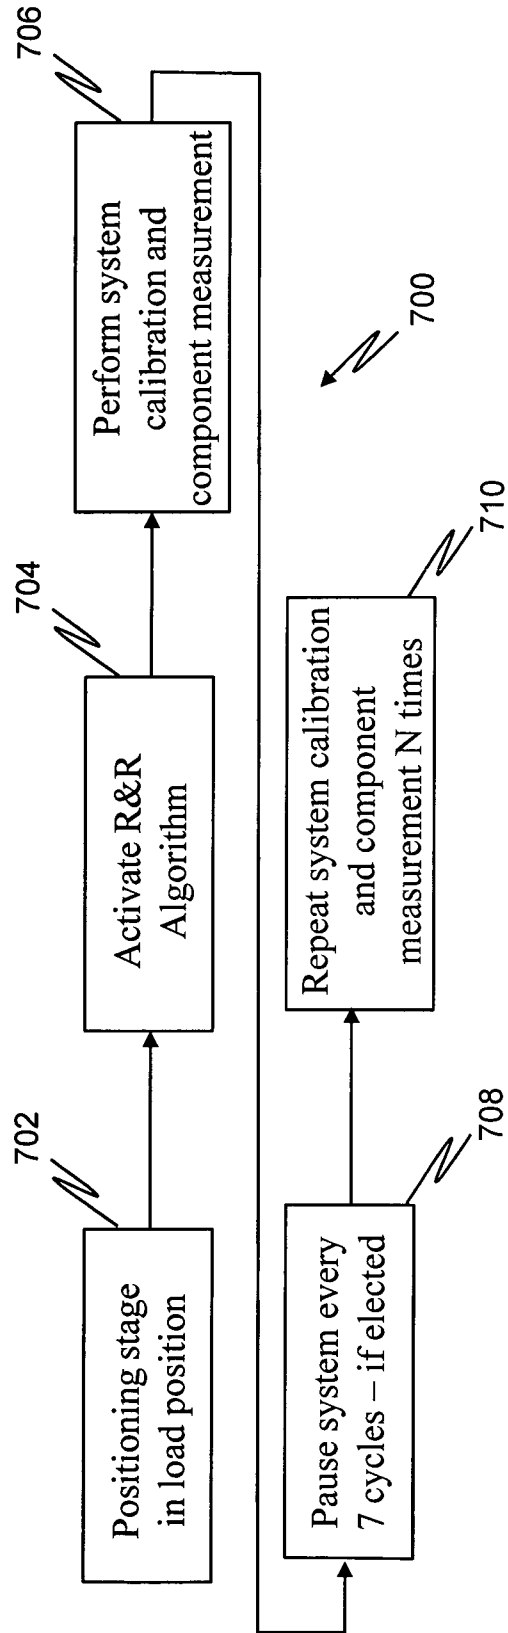 702
Positioning stage
in load position
704
Activate R&R
Algorithm
706
Perform system
calibration and
component measurement
708
Pause system every
7 cycles – if elected
710
Repeat system calibration
and component
measurement N times
700